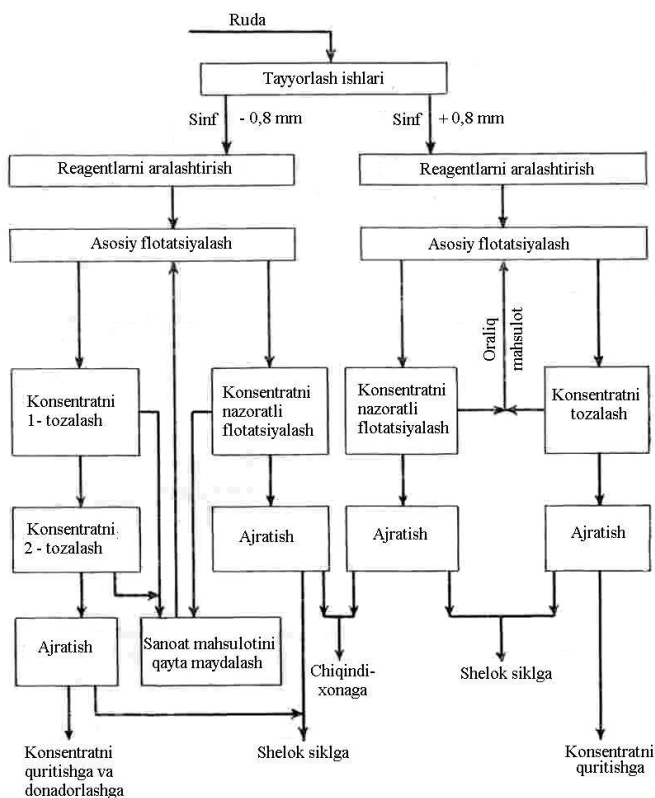 Ruda
Tayyorlash ishlari
Sinf - 0,8 mm
Sinf + 0,8 mm
Reagentlarni aralashtirish
Reagentlarni aralashtirish
Asosiy flotatsiyalash
Asosiy flotatsiyalash
Oraliq
mahsulot
Konsentratni
1- tozalash
Konsentratni
nazoratli
flotatsiyalash
Konsentratni
nazoratli
flotatsiyalash
Konsentratni
tozalash
Konsentratni
2 - tozalash
Ajratish
Ajratish
Ajratish
Ajratish
Sanoat mahsulotini
qayta maydalash
Chiqindi-
xonaga
Shelok siklga
Konsentratni
quritishga va
donadorlashga
Shelok siklga
Konsentratni
quritishga